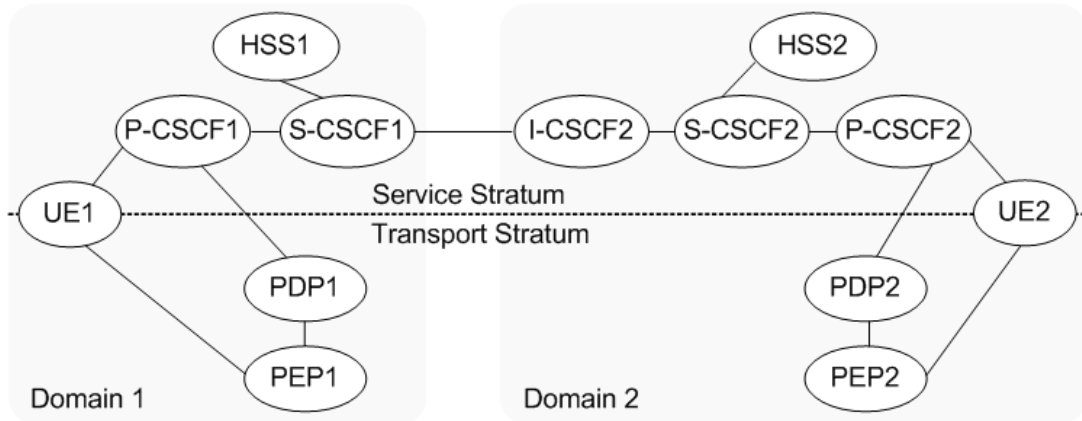 HSS1
HSS2
P-CSCF1
S-CSCF1
I-CSCF2
S-CSCF2
P-CSCF2
Service Stratum
UE1
UE2
Transport Stratum
PDP1
PDP2
PEP1
PEP2
Domain 1
Domain 2